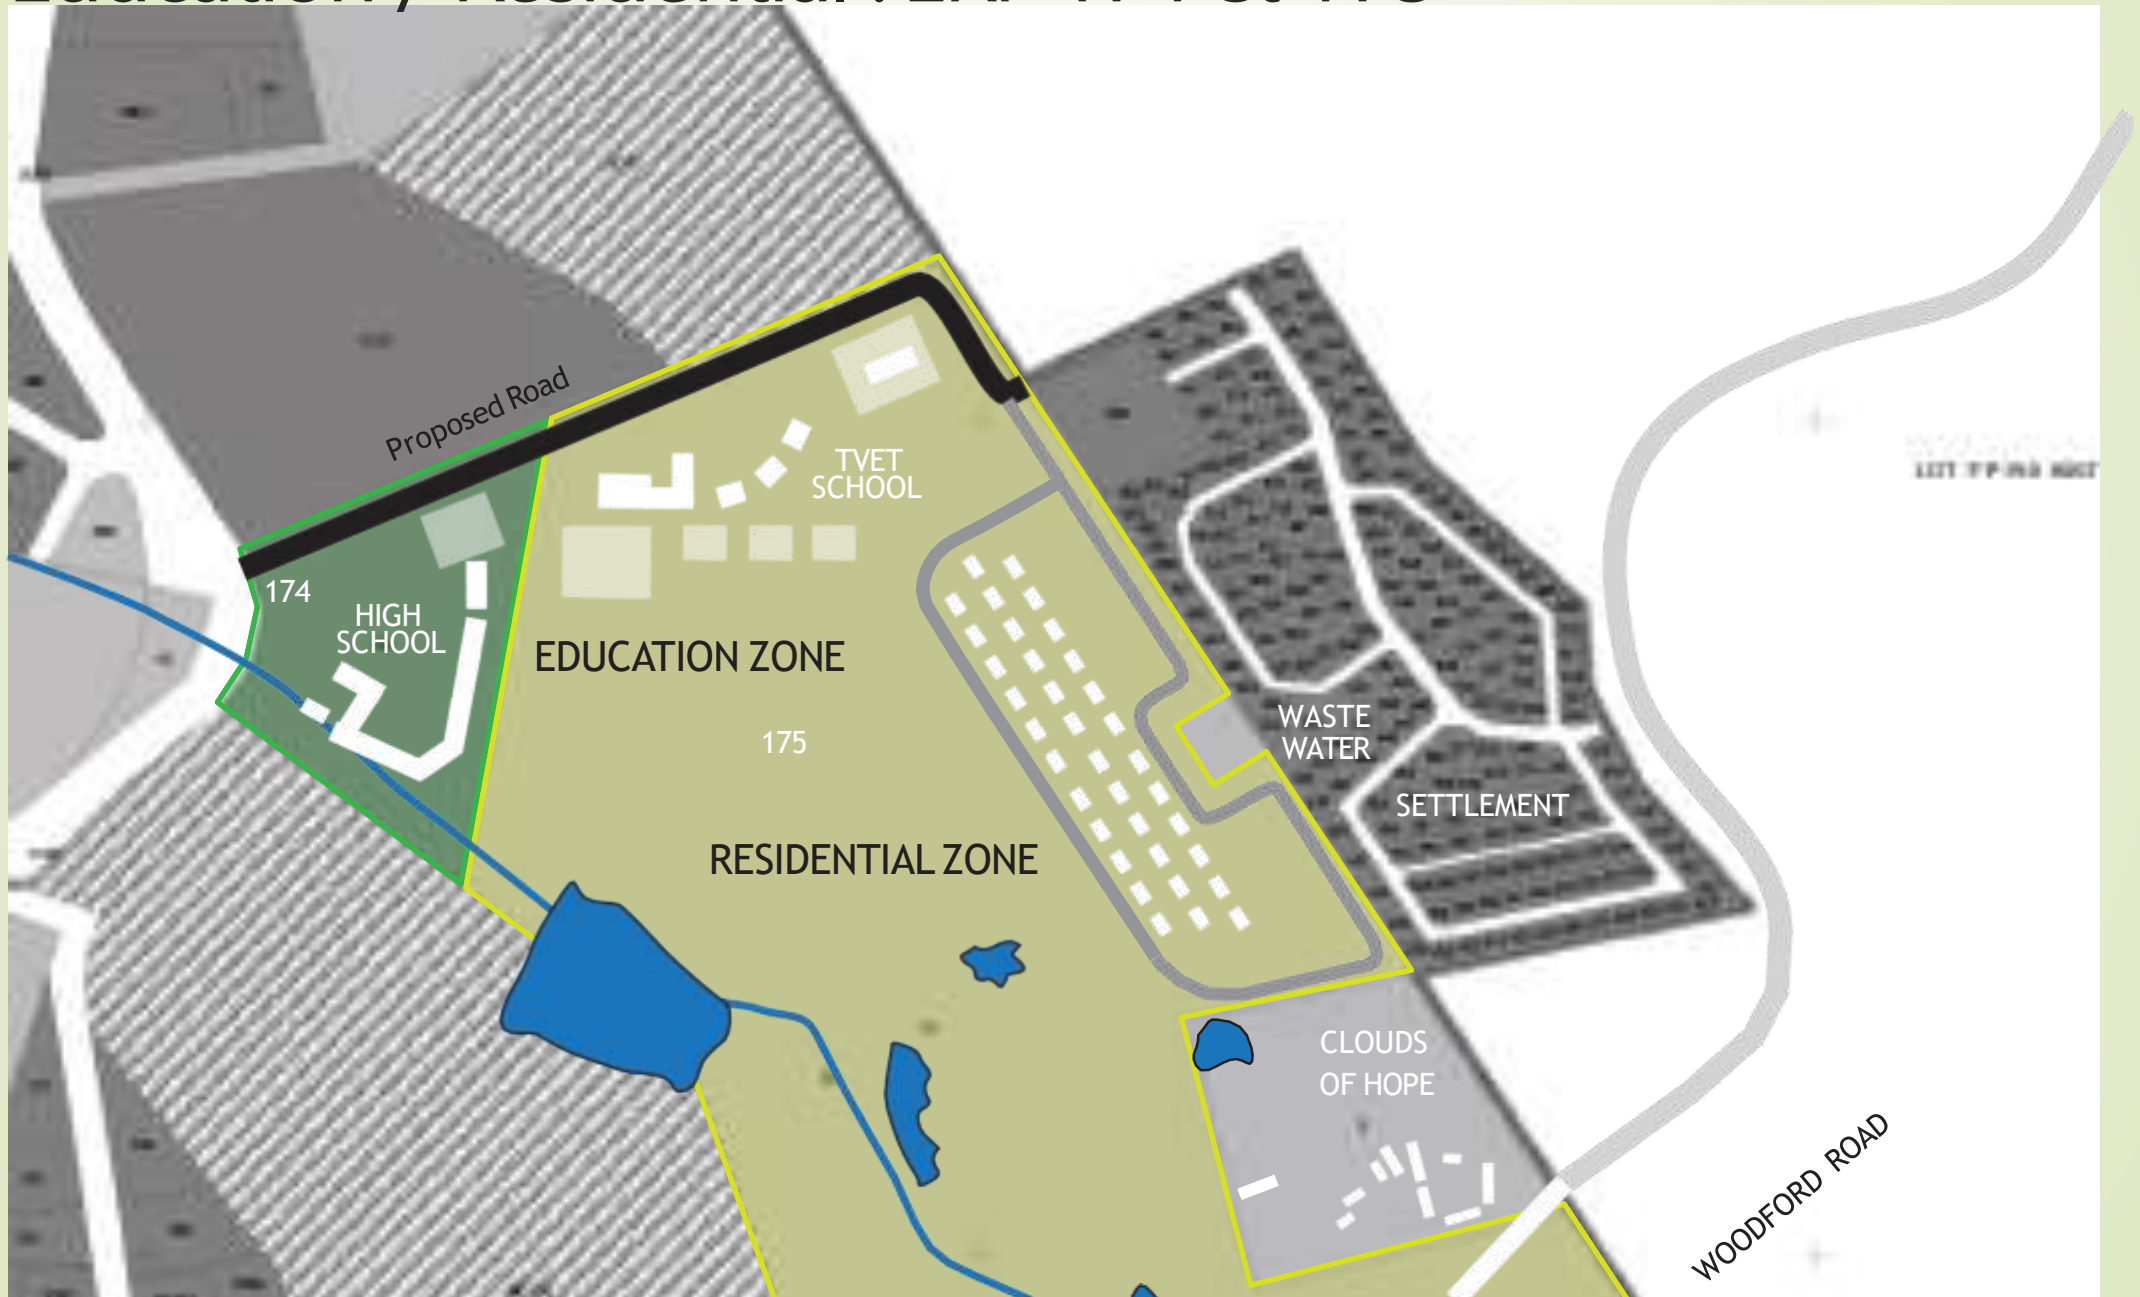 Proposed Road
TVET
SCHOOL
174
HIGH
SCHOOL
EDUCATION ZONE
175
WASTE
WATER
SETTLEMENT
RESIDENTIAL ZONE
CLOUDS
OF HOPE
WOODFORD ROAD